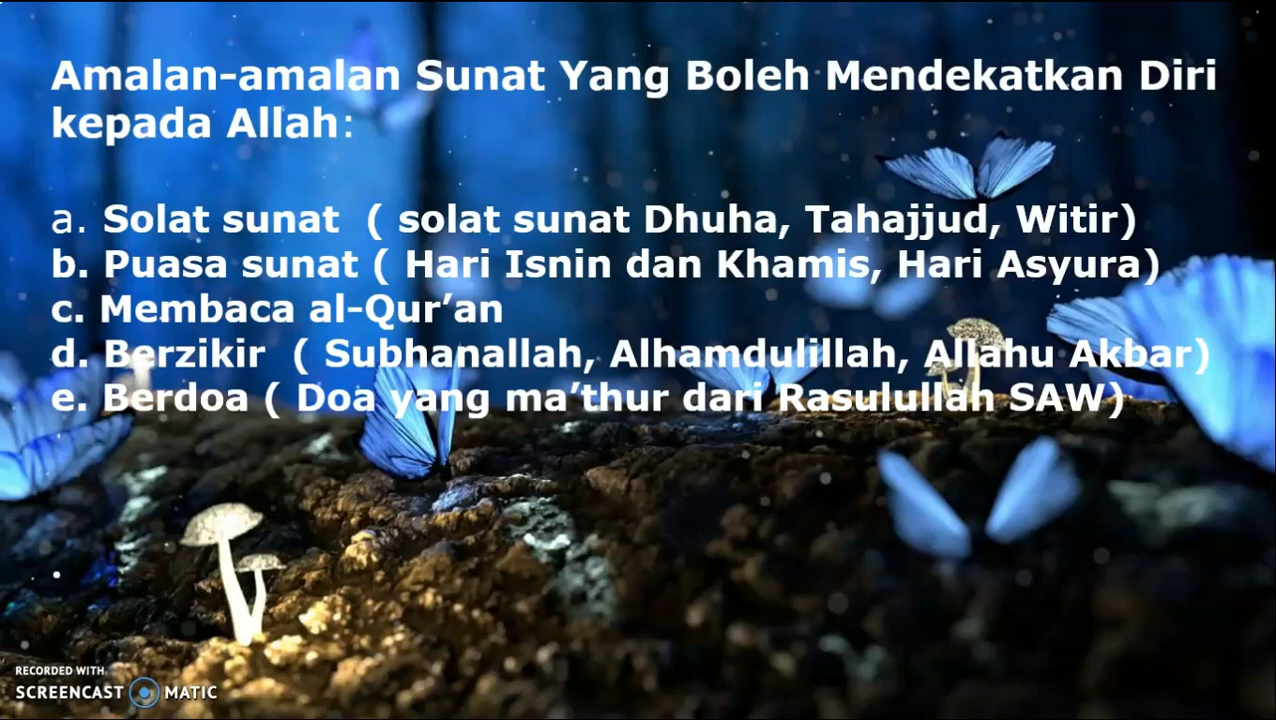 Amalan-amalan Sunat Yang Boleh Mendekatkan Diri
kepada Allah:
a. Solat sunat ( solat sunat Dhuha, Tahajjud, Witir)
b. Puasa sunat ( Hari Isnin dan Khamis, Hari Asyura)
c. Membaca al-Qur’an
d. Berzikir ( Subhanallah, Alhamdulillah, Allahu Akbar)
e. Berdoa ( Doa yang ma’thur dari Rasulullah SAW)
RECORDED WITH
SCREENCAST MATIC